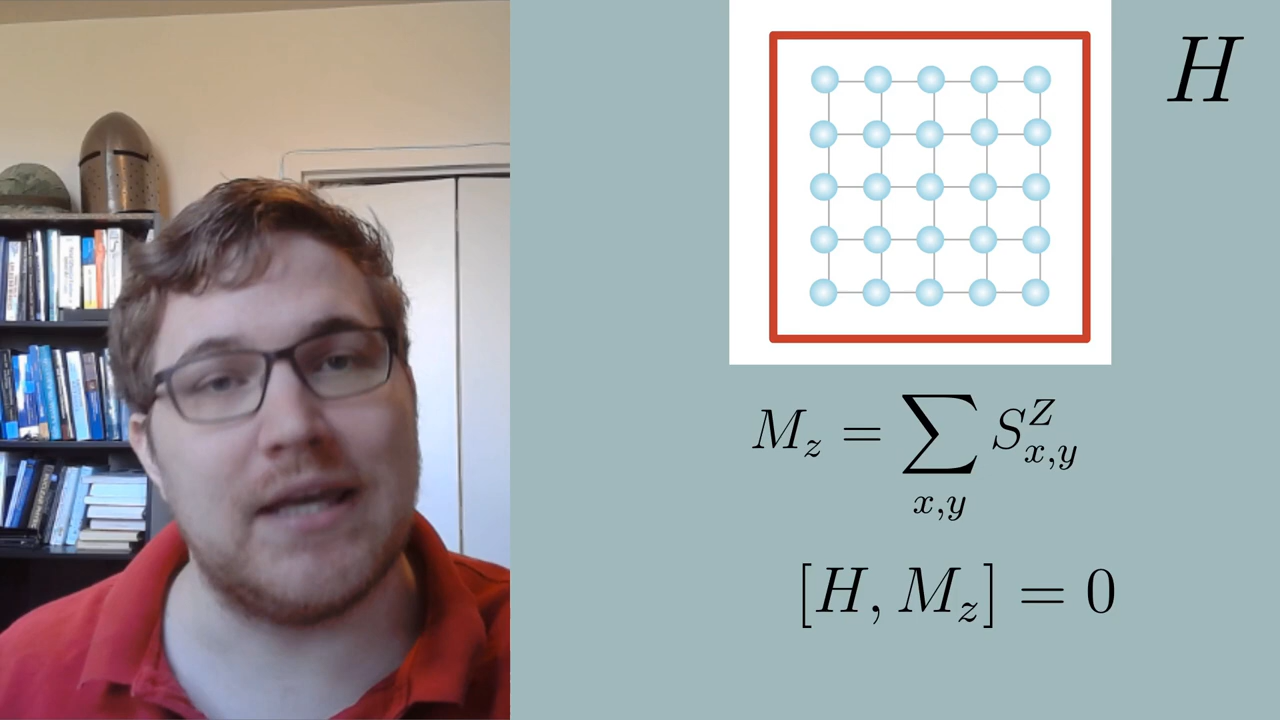 H
M_z = \sum_{x,y} S^Z_{x,y}
[H, M_z] = 0